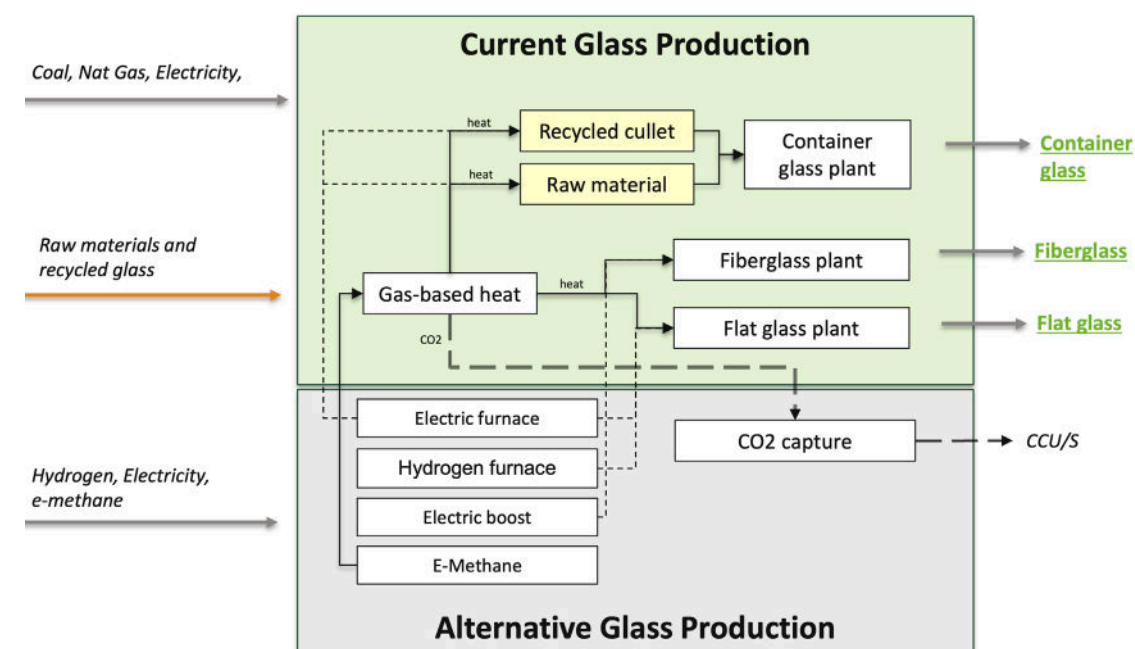 Current Glass Production
Coal, Nat Gas, Electricity,
heat
Recycled cullet
Container
glass plant
Container
glass
heat
Raw material
Raw materials and
recycled glass
Fiberglass plant
Fiberglass
Gas-based heat
heat
Flat glass plant
Flat glass
CO2
Electric furnace
CO2 capture
CCU/S
Hydrogen furnace
Hydrogen, Electricity,
e-methane
Electric boost
E-Methane
Alternative Glass Production